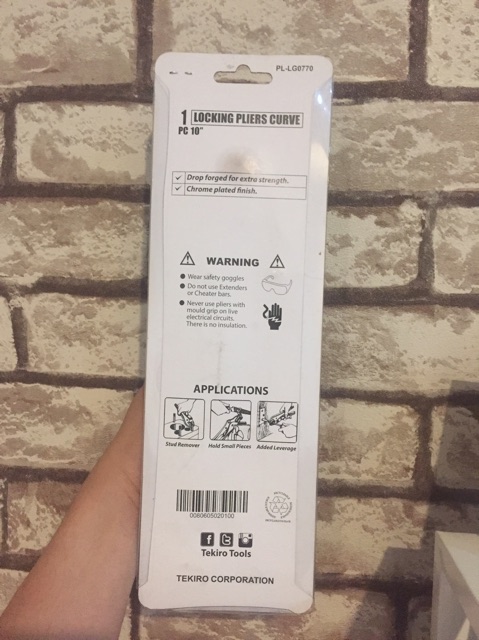 PL-LG0770
1 LOCKING PLIERS CURVE
PC 10"
Drop forged for extra strength.
Chrome plated finish.
WARNING
Wear safety goggles
Do not use Extenders
or Cheater bars.
Never use pliers with
mould grip on live
electrical circuits.
There is no insulation.
APPLICATIONS
Stud Remover Hold Small Pieces Added Leverage
0080605020100
Tekiro Tools
TEKIRO CORPORATION